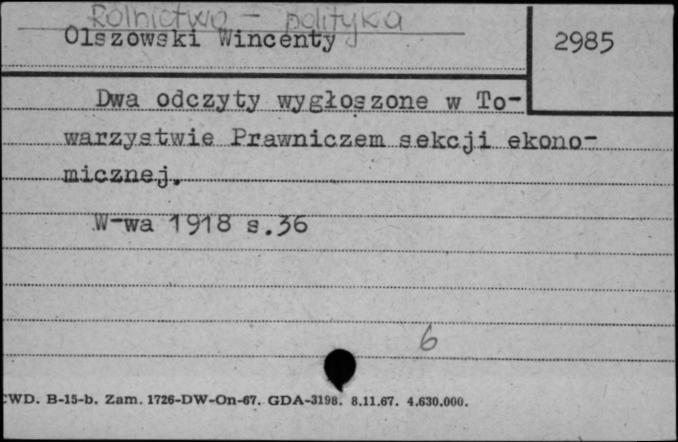 Rolnictwo - polityka
Olszowski Wincenty
2985
Dwa odczyty wygłoszone w To-
warzystwie Prawniczem sekcji ekono-
micznej.
W-wa 1918 s.36
6
CWD. B-15-b. Zam. 1726-DW-On-67. GDA-3198. 8.11.67. 4.630.000.